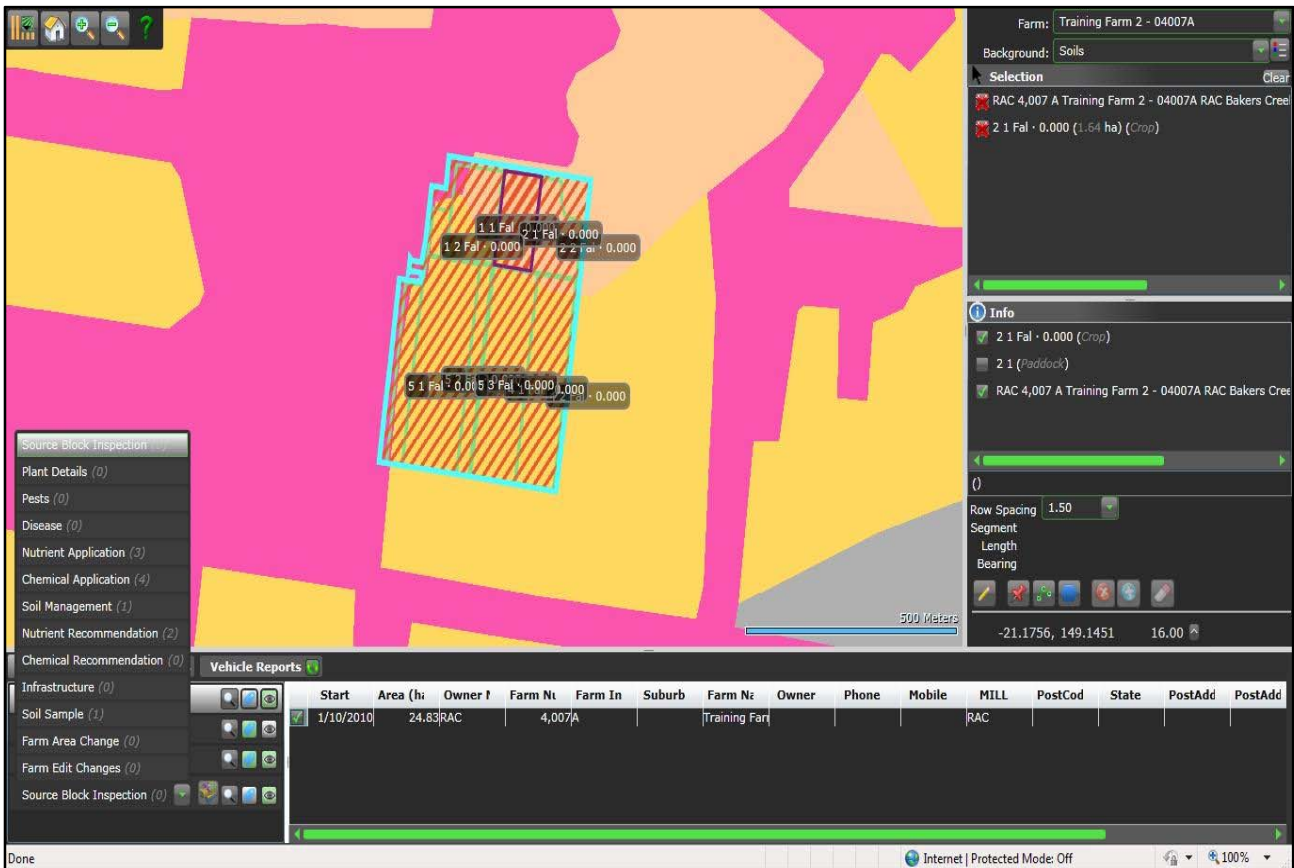 Farm: Training Farm 2 - 04007A
Background: Soils
Selection Clear
RAC 4,007 A Training Farm 2 - 04007A RAC Bakers Cree
2 1 Fal · 0.000 (1.64 ha) (Crop)
1 1 Fal
2 1 Fal · 0.000
1 2 Fal · 0.000
2 2 Fal · 0.000
5 1 Fal · 0.00
5 3 Fal · 0.000
0.000
· 0.000
Info
2 1 Fal · 0.000 (Crop)
2 1 (Paddock)
RAC 4,007 A Training Farm 2 - 04007A RAC Bakers Cree
()
Row Spacing 1.50
Segment
Length
Bearing
500 Meters
-21.1756, 149.1451 16.00
Source Block Inspection
Plant Details (0)
Pests (0)
Disease (0)
Nutrient Application (3)
Chemical Application (4)
Soil Management (1)
Nutrient Recommendation (2)
Chemical Recommendation (0)
Infrastructure (0)
Soil Sample (1)
Farm Area Change (0)
Farm Edit Changes (0)
Source Block Inspection (0)
Vehicle Reports
Start Area (ha Owner N Farm Nu Farm In Suburb Farm Na Owner Phone Mobile MILL PostCod State PostAdd PostAdd
1/10/2010 24.83 RAC 4,007 A Training Farm RAC
Done Internet | Protected Mode: Off 100%